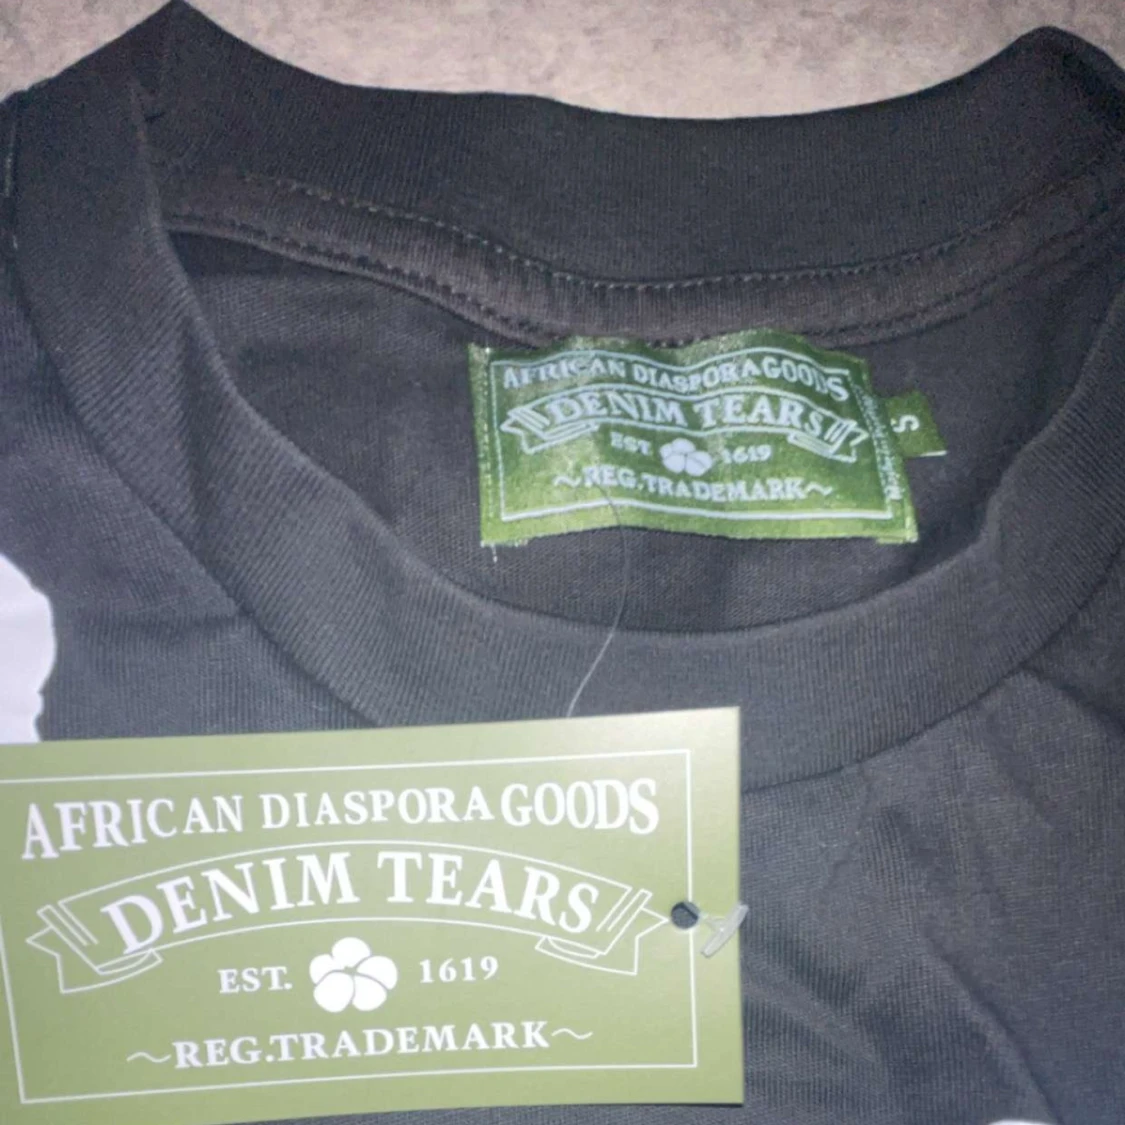 AFRICAN DIASPORA GOODS
DENIM TEARS
EST. 1619
~REG.TRADEMARK~
S
AFRICAN DIASPORA GOODS
DENIM TEARS
EST. 1619
~REG.TRADEMARK~